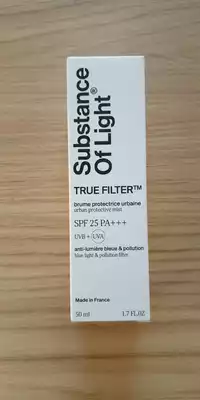 Substance
Of Light®
TRUE FILTER™
brume protectrice urbaine
urban protective mist
SPF 25 PA+++
UVB + UVA
anti-lumière bleue & pollution
blue light & pollution filter
Made in France
50 ml 1.7 FL.OZ